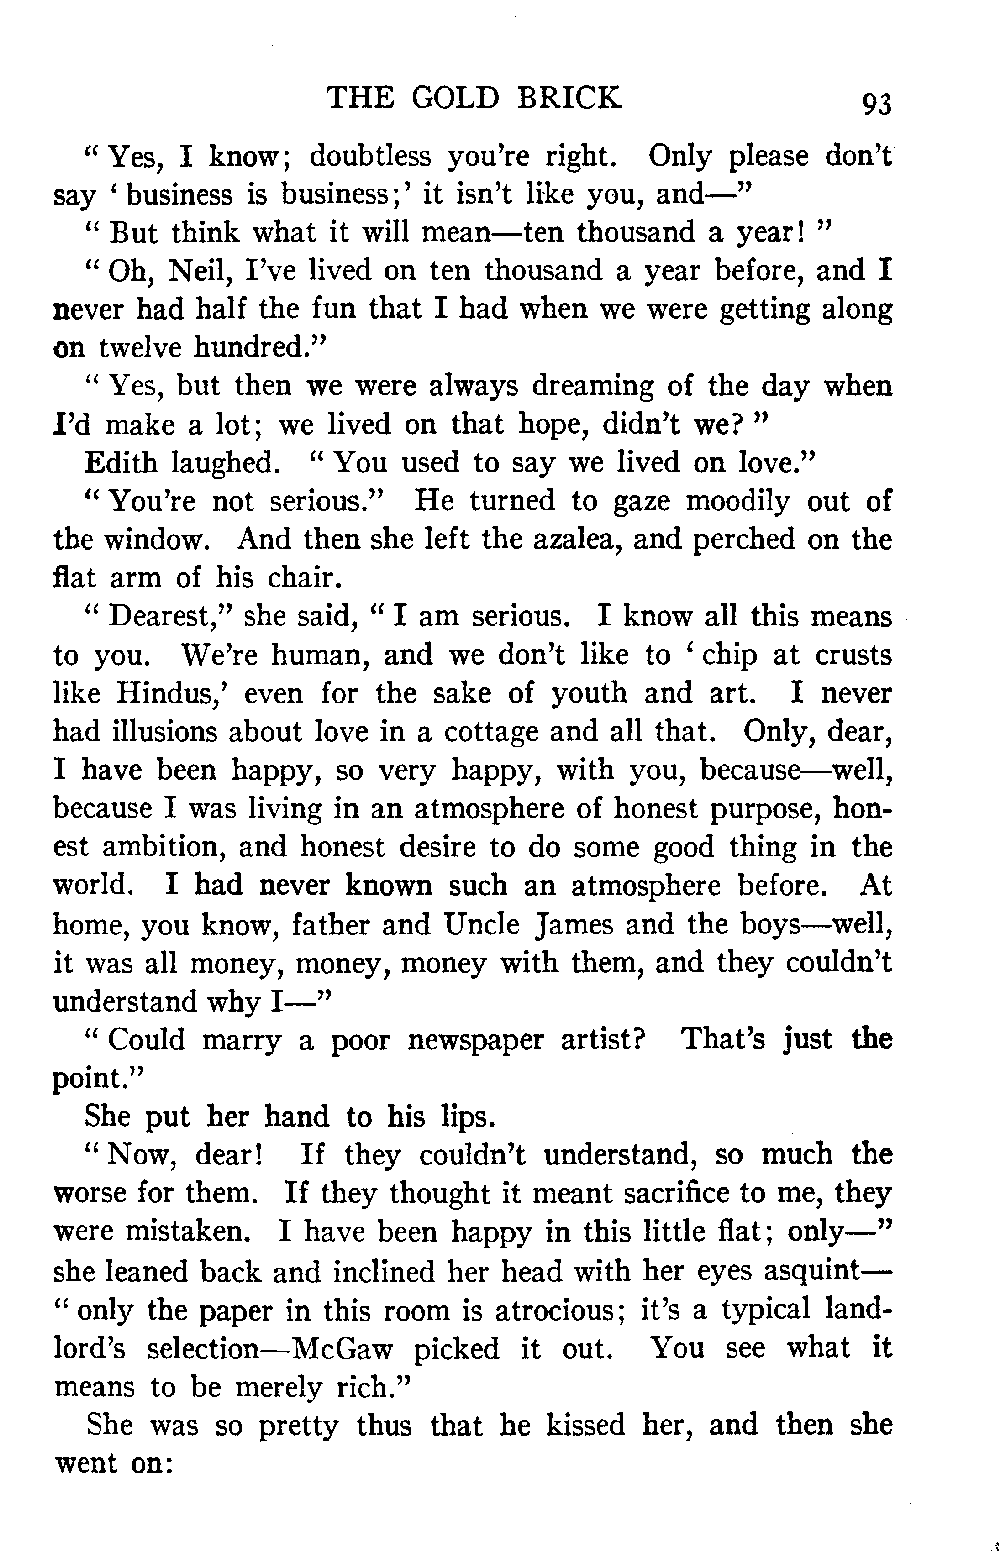 THE GOLD BRICK 93
“ Yes, I know; doubtless you’re right. Only please don’t
say ‘ business is business;’ it isn’t like you, and—”
“ But think what it will mean—ten thousand a year! ”
“ Oh, Neil, I’ve lived on ten thousand a year before, and I
never had half the fun that I had when we were getting along
on twelve hundred.”
“ Yes, but then we were always dreaming of the day when
I’d make a lot; we lived on that hope, didn’t we? ”
Edith laughed. “ You used to say we lived on love.”
“ You’re not serious.” He turned to gaze moodily out of
the window. And then she left the azalea, and perched on the
flat arm of his chair.
“ Dearest,” she said, “ I am serious. I know all this means
to you. We’re human, and we don’t like to ‘ chip at crusts
like Hindus,’ even for the sake of youth and art. I never
had illusions about love in a cottage and all that. Only, dear,
I have been happy, so very happy, with you, because—well,
because I was living in an atmosphere of honest purpose, hon-
est ambition, and honest desire to do some good thing in the
world. I had never known such an atmosphere before. At
home, you know, father and Uncle James and the boys—well,
it was all money, money, money with them, and they couldn’t
understand why I—”
“ Could marry a poor newspaper artist? That’s just the
point.”
She put her hand to his lips.
“ Now, dear! If they couldn’t understand, so much the
worse for them. If they thought it meant sacrifice to me, they
were mistaken. I have been happy in this little flat; only—”
she leaned back and inclined her head with her eyes asquint—
“ only the paper in this room is atrocious; it’s a typical land-
lord’s selection—McGaw picked it out. You see what it
means to be merely rich.”
She was so pretty thus that he kissed her, and then she
went on: